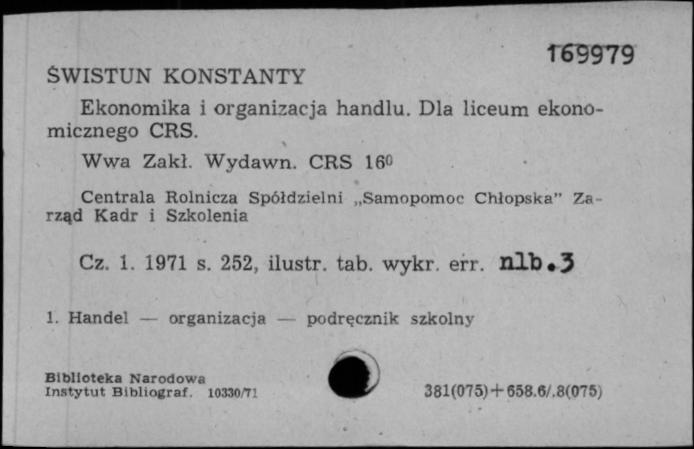 169979
ŚWISTUN KONSTANTY
Ekonomika i organizacja handlu. Dla liceum ekono-
micznego CRS.
Wwa Zakł. Wydawn. CRS 16⁰
Centrala Rolnicza Spółdzielni „Samopomoc Chłopska" Za-
rząd Kadr i Szkolenia
Cz. 1. 1971 s. 252, ilustr. tab. wykr. err. nlb.3
1. Handel — organizacja — podręcznik szkolny
Biblioteka Narodowa
Instytut Bibliograf. 10330/71
381(075)+658.6/.8(075)